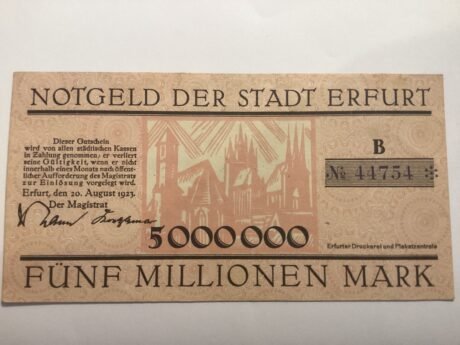 NOTGELD DER STADT ERFURT
Dieser Gutschein
wird von allen städtischen Kassen
in Zahlung genommen; er verliert
seine Gültigkeit, wenn er nicht
innerhalb eines Monats nach öffent-
licher Aufforderung des Magistrats
zur Einlösung vorgelegt wird.
Erfurt, den 20. August 1923.
Der Magistrat
B
№ 44754 ※
5000000
Erfurter Druckerei und Plakatzentrale
FÜNF MILLIONEN MARK